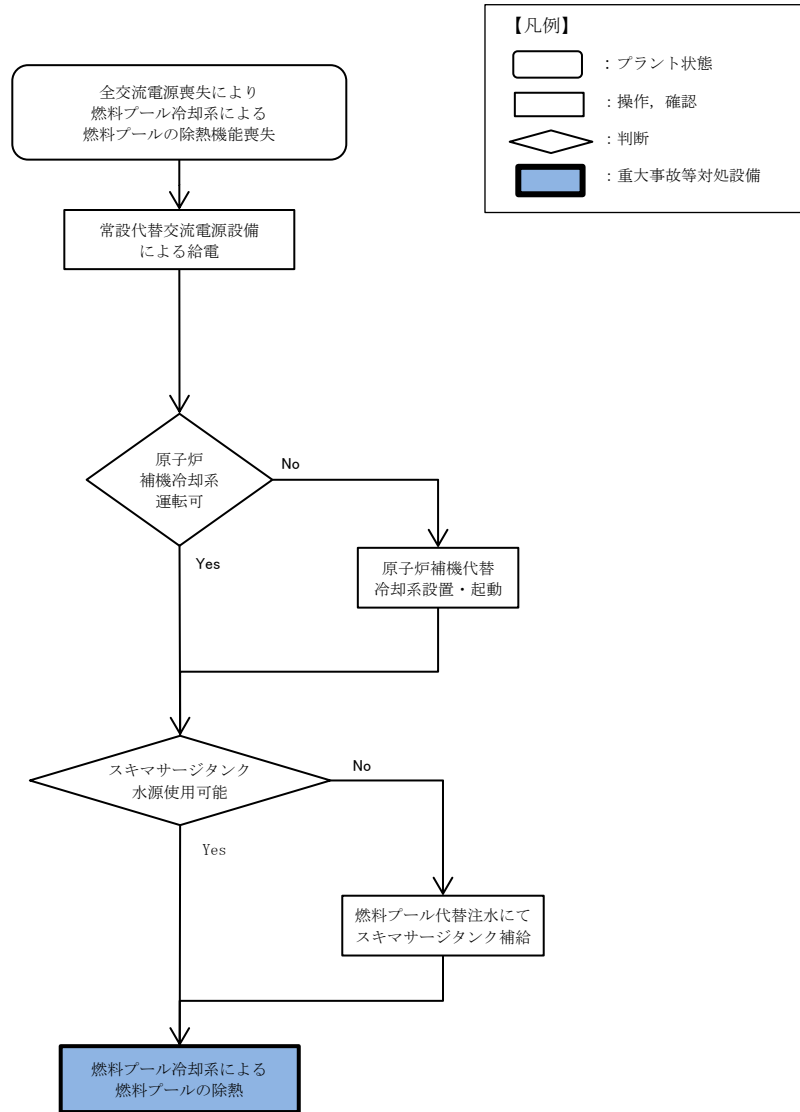 【凡例】
：プラント状態
：操作，確認
：判断
：重大事故等対処設備
全交流電源喪失により
燃料プール冷却系による
燃料プールの除熱機能喪失
常設代替交流電源設備
による給電
原子炉
補機冷却系
運転可
No
Yes
原子炉補機代替
冷却系設置・起動
スキマサージタンク
水源使用可能
No
Yes
燃料プール代替注水にて
スキマサージタンク補給
燃料プール冷却系による
燃料プールの除熱